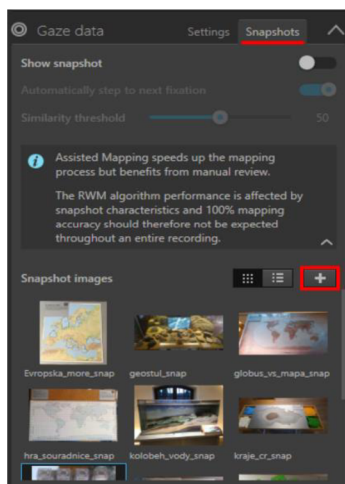 Gaze data Settings Snapshots
Show snapshot
Automatically step to next fixation
Similarity threshold 50
Assisted Mapping speeds up the mapping
process but benefits from manual review.
The RWM algorithm performance is affected by
snapshot characteristics and 100% mapping
accuracy should therefore not be expected
throughout an entire recording.
Snapshot images
Evropska_more_snap geostul_snap globus_vs_mapa_snap
hra_souradnice_snap kolobeh_vody_snap kraje_cr_snap